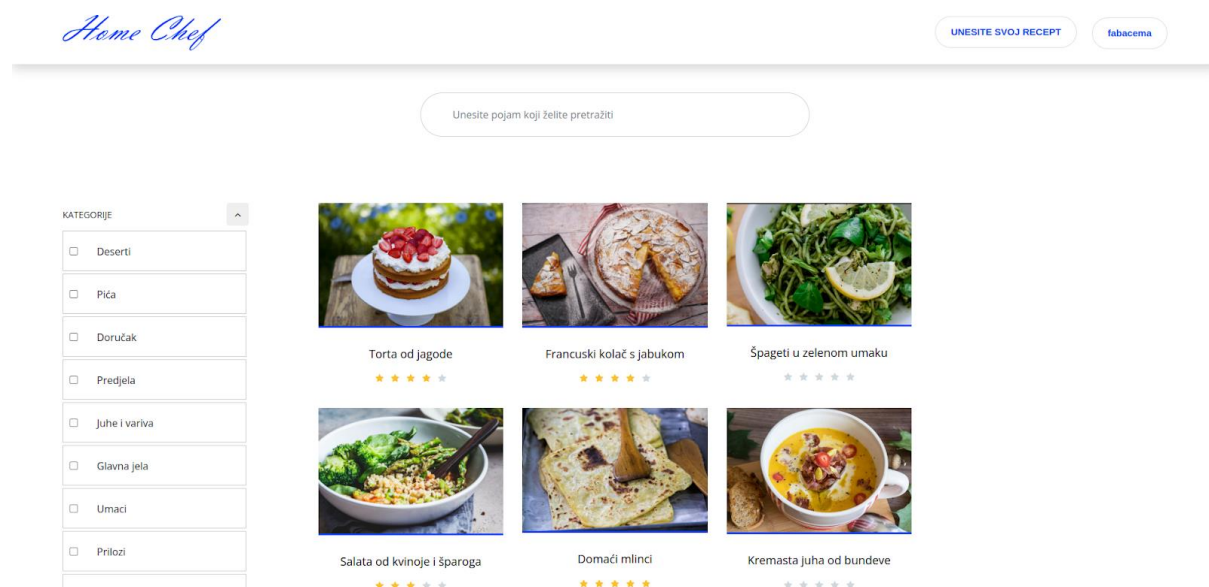 Home Chef
UNESITE SVOJ RECEPT
fabacema
Unesite pojam koji želite pretražiti
KATEGORIJE
Deserti
Pića
Doručak
Predjela
Juhe i variva
Glavna jela
Umaci
Prilozi
Torta od jagode
Francuski kolač s jabukom
Špageti u zelenom umaku
Salata od kvinoje i šparoga
Domaći mlinci
Kremasta juha od bundeve